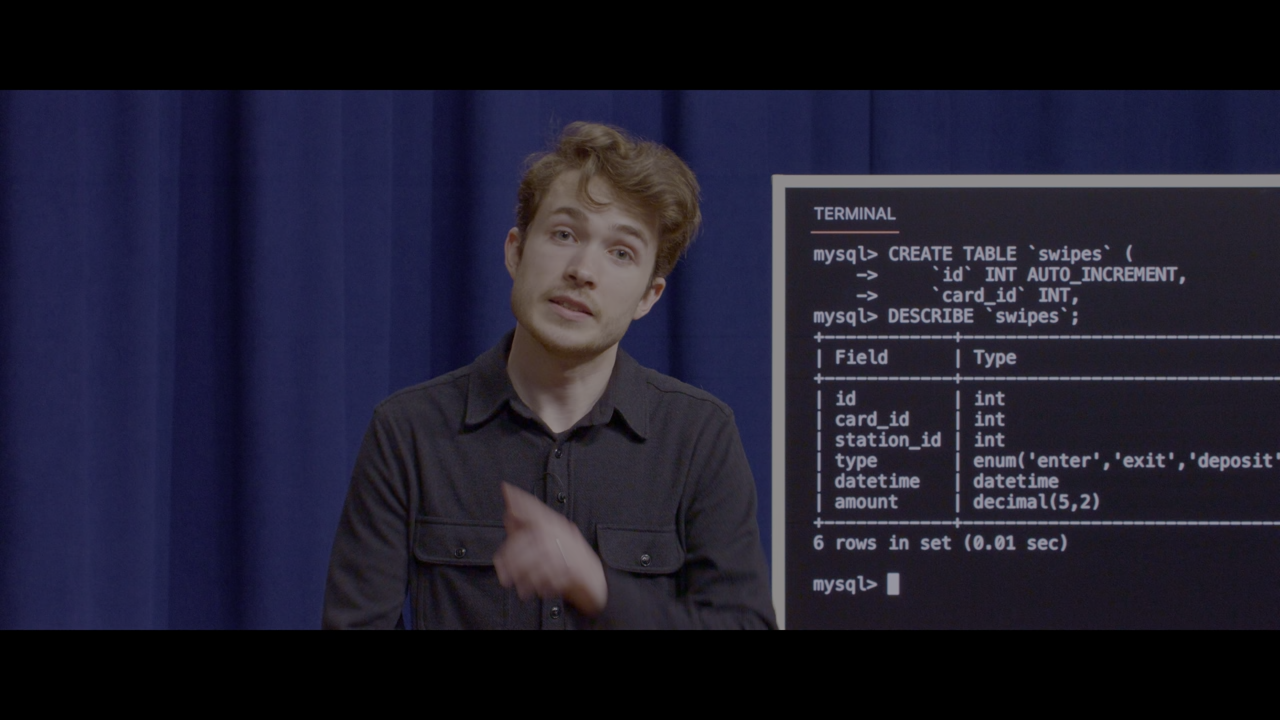 TERMINAL
mysql> CREATE TABLE `swipes` (
    ->     `id` INT AUTO_INCREMENT,
    ->     `card_id` INT,
mysql> DESCRIBE `swipes`;
+------------+------------------------------
| Field      | Type
+------------+------------------------------
| id         | int
| card_id    | int
| station_id | int
| type       | enum('enter','exit','deposit'
| datetime   | datetime
| amount     | decimal(5,2)
+------------+------------------------------
6 rows in set (0.01 sec)
mysql>